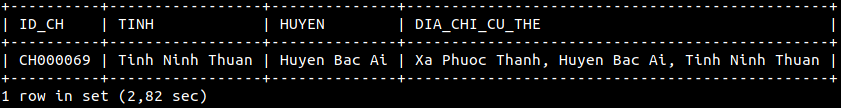 +----------+-----------------+--------------+-------------------------------------------------+
| ID_CH    | TINH            | HUYEN        | DIA_CHI_CU_THE                                  |
+----------+-----------------+--------------+-------------------------------------------------+
| CH000069 | Tinh Ninh Thuan | Huyen Bac Ai | Xa Phuoc Thanh, Huyen Bac Ai, Tinh Ninh Thuan |
+----------+-----------------+--------------+-------------------------------------------------+
1 row in set (2,82 sec)